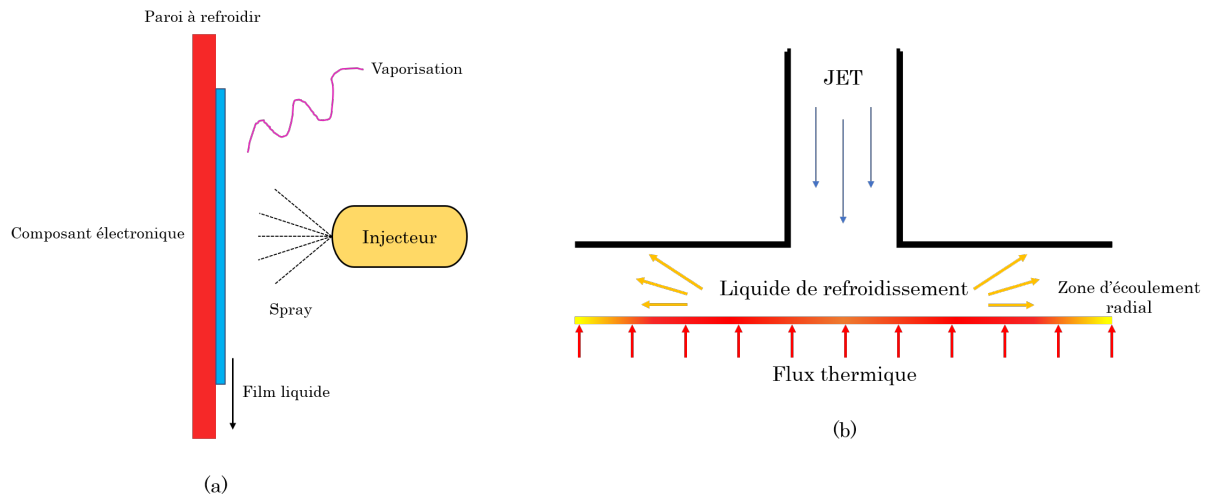 Paroi à refroidir
Vaporisation
Composant électronique
Injecteur
Spray
Film liquide
(a)
JET
Liquide de refroidissement
Zone d'écoulement
radial
Flux thermique
(b)